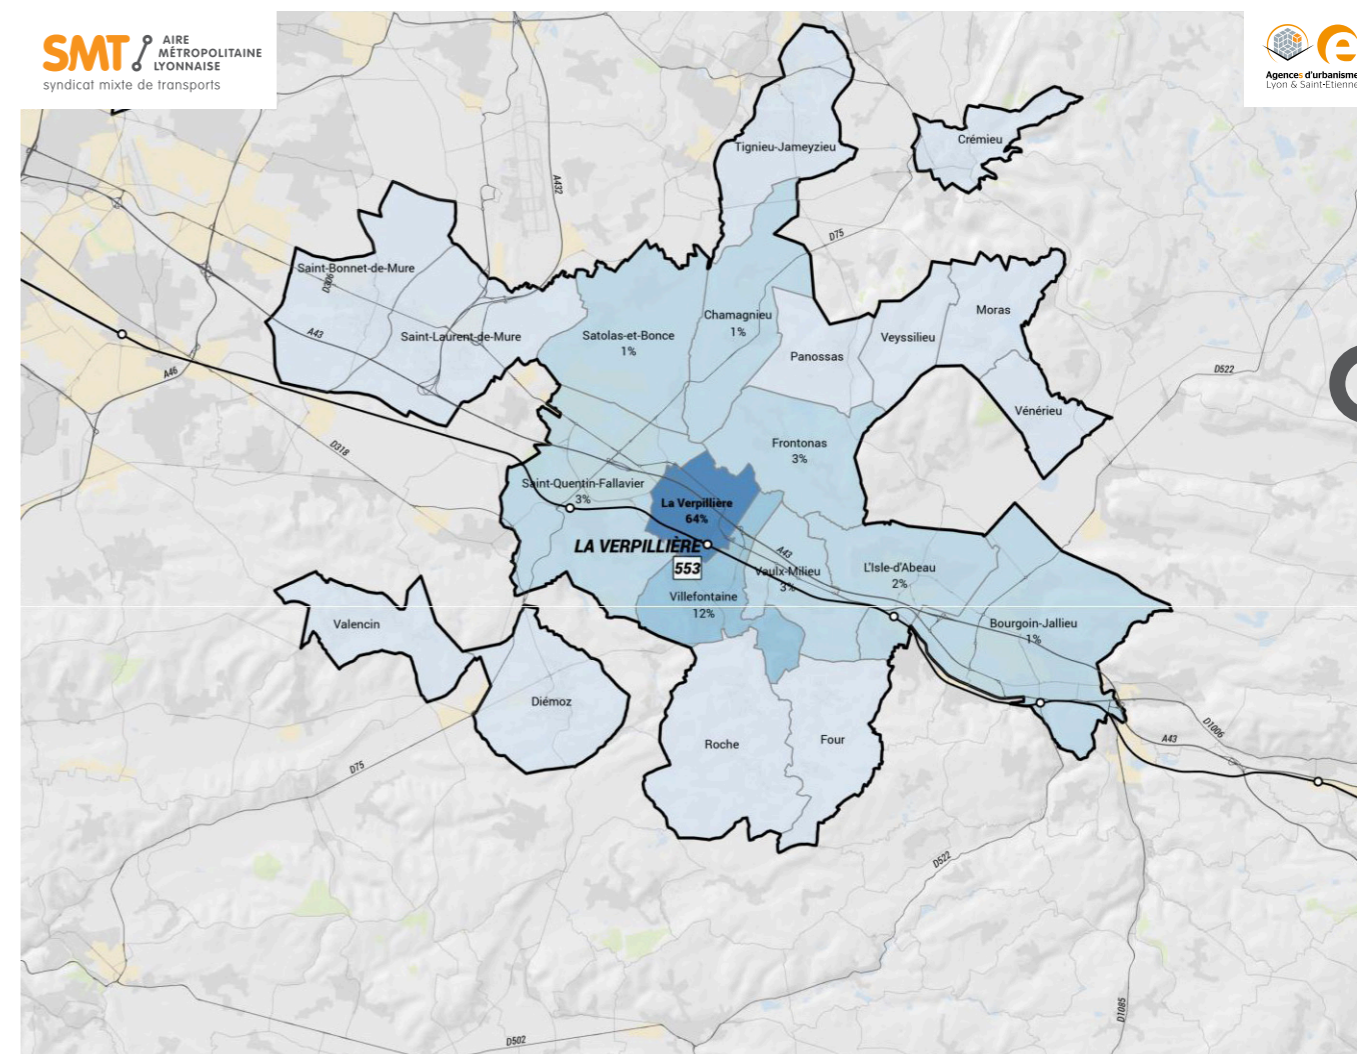 SMT
AIRE
MÉTROPOLITAINE
LYONNAISE
syndicat mixte de transports
Agences d'urbanisme
Lyon & Saint-Etienne
Tignieu-Jameyzieu
Crémieu
A432
D75
Saint-Bonnet-de-Mure
D306
Moras
Chamagnieu
1%
A43
Saint-Laurent-de-Mure
Satolas-et-Bonce
1%
Veyssilieu
Panossas
A46
D522
Vénérieu
D318
Frontonas
3%
Saint-Quentin-Fallavier
3%
La Verpillière
64%
LA VERPILLIÈRE
553
A43
Vaulx-Milieu
3%
L'Isle-d'Abeau
2%
Villefontaine
12%
Valencin
Bourgoin-Jallieu
1%
Diémoz
Roche
Four
D1006
A43
D75
D522
D1085
D502